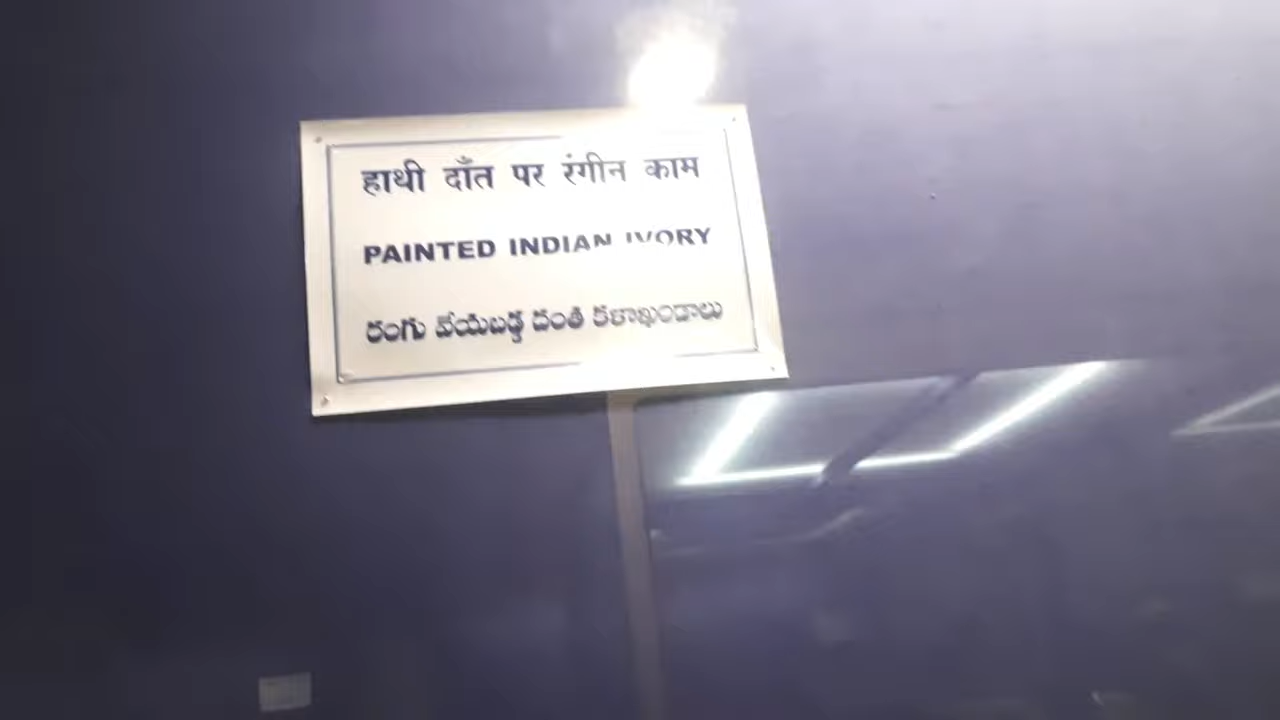 हाथी दाँत पर रंगीन काम
PAINTED INDIAN IVORY
రంగు వేయబడ్డ దంతి కళాఖండాలు